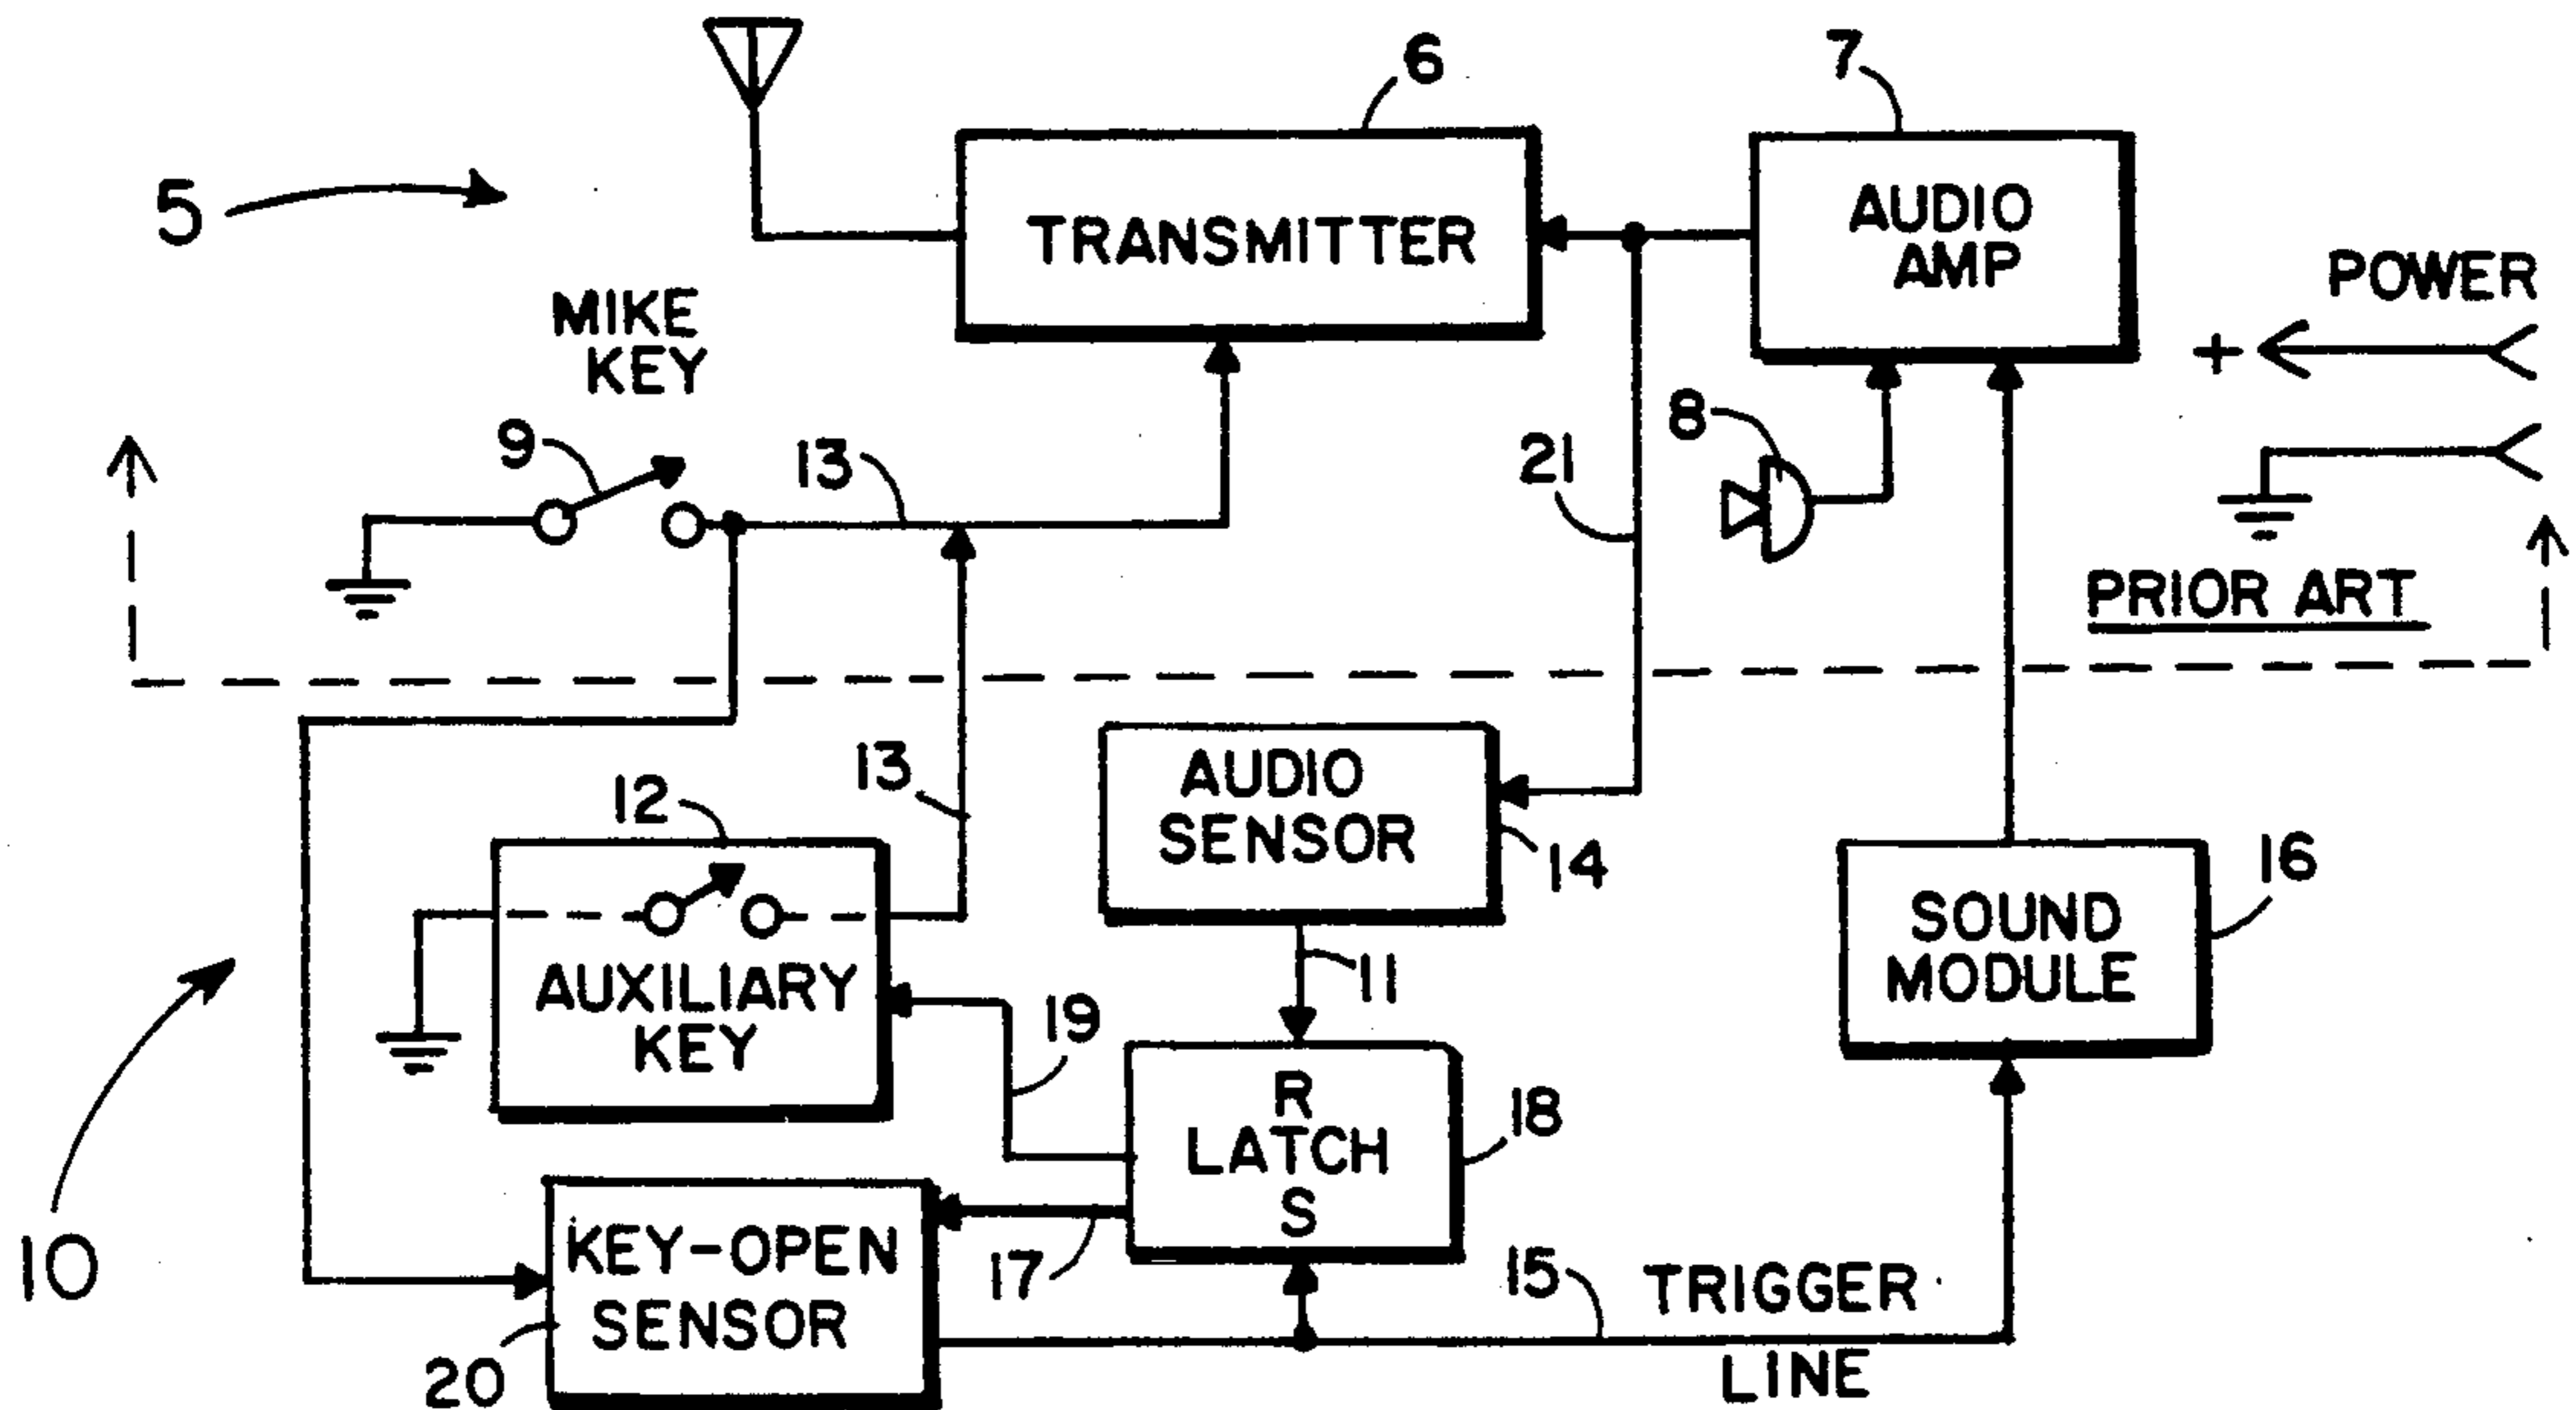 6
7
5
TRANSMITTER
AUDIO
AMP
POWER
MIKE
KEY
+
8
9
13
21
PRIOR ART
13
12
AUDIO
SENSOR
14
16
SOUND
MODULE
11
AUXILIARY
KEY
19
R
LATCH
S
18
10
KEY-OPEN
SENSOR
17
15
TRIGGER
LINE
20